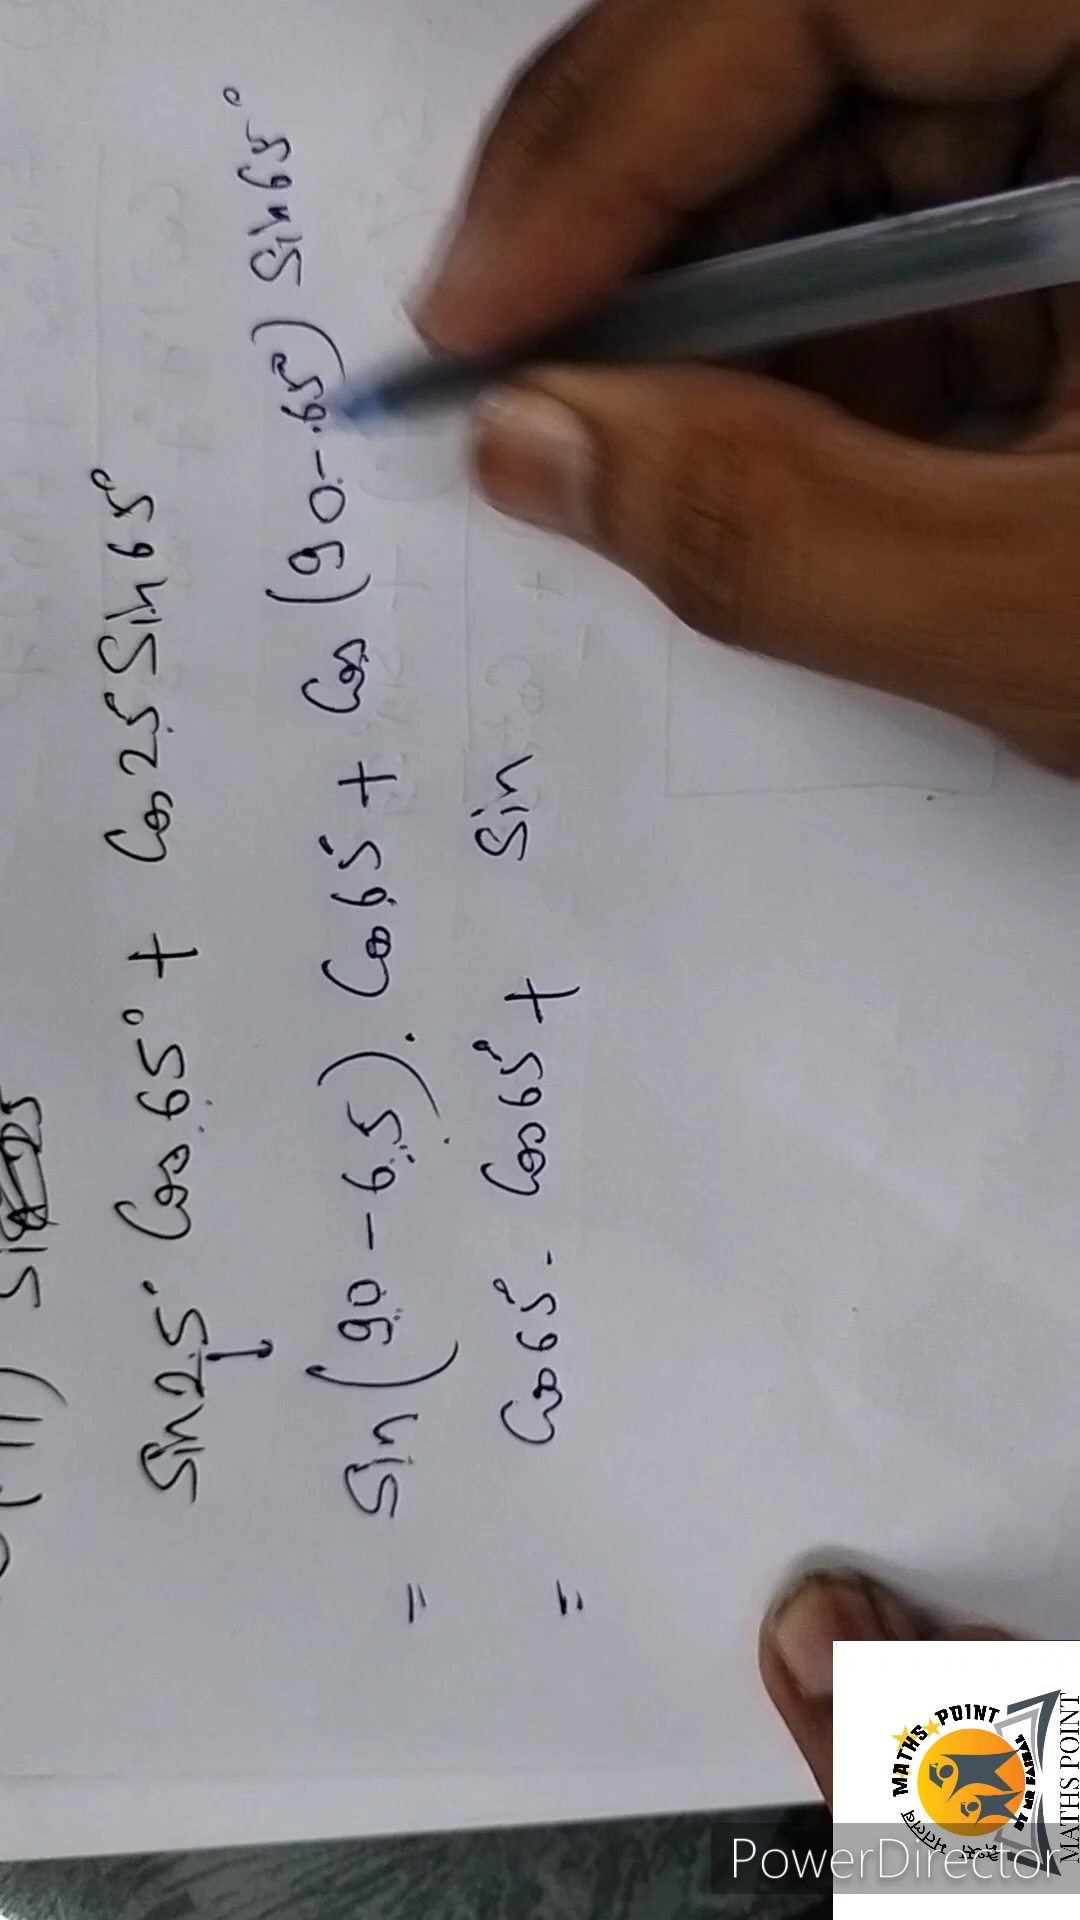 (ii)
sin25° cos65° + cos25 sin65°
= sin(90-65). cos65° + cos(90-65) sin65°
= cos65°. cos65° + sin
MATHS POINT
MATHS POINT
PowerDirector